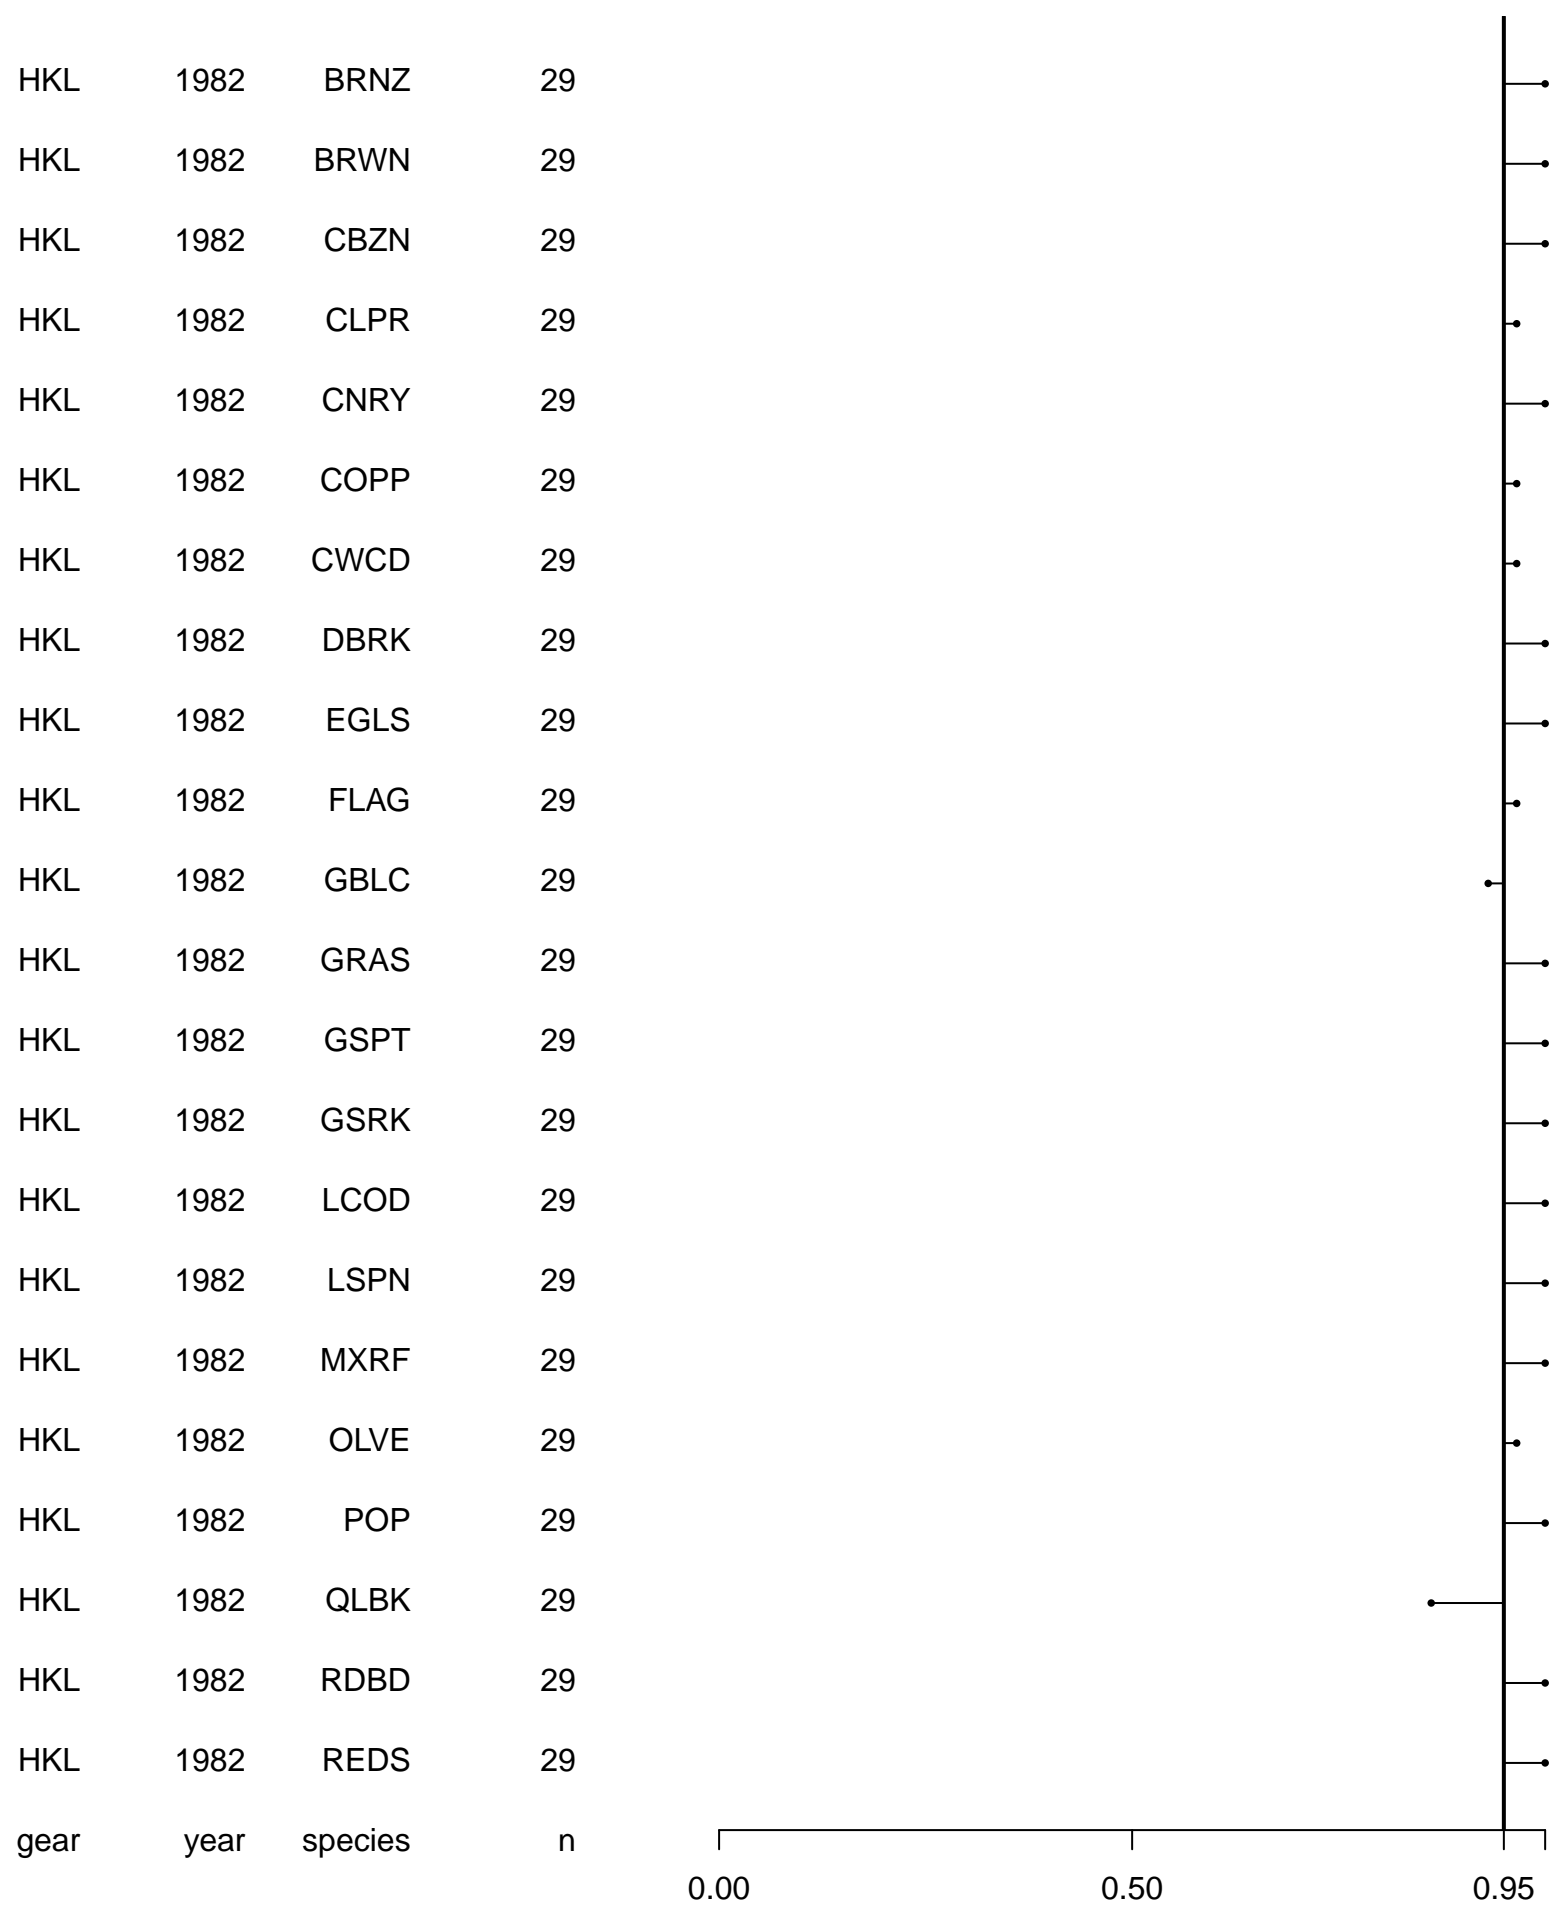 HKL 1982 BRNZ 29
HKL 1982 BRWN 29
HKL 1982 CBZN 29
HKL 1982 CLPR 29
HKL 1982 CNRY 29
HKL 1982 COPP 29
HKL 1982 CWCD 29
HKL 1982 DBRK 29
HKL 1982 EGLS 29
HKL 1982 FLAG 29
HKL 1982 GBLC 29
HKL 1982 GRAS 29
HKL 1982 GSPT 29
HKL 1982 GSRK 29
HKL 1982 LCOD 29
HKL 1982 LSPN 29
HKL 1982 MXRF 29
HKL 1982 OLVE 29
HKL 1982 POP 29
HKL 1982 QLBK 29
HKL 1982 RDBD 29
HKL 1982 REDS 29
gear year species n
0.00 0.50 0.95